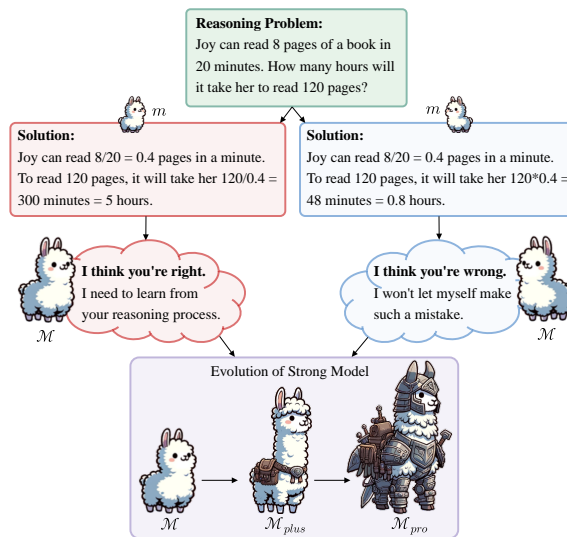 Reasoning Problem:
Joy can read 8 pages of a book in
20 minutes. How many hours will
it take her to read 120 pages?
m
m
Solution:
Joy can read 8/20 = 0.4 pages in a minute.
To read 120 pages, it will take her 120/0.4 =
300 minutes = 5 hours.
Solution:
Joy can read 8/20 = 0.4 pages in a minute.
To read 120 pages, it will take her 120*0.4 =
48 minutes = 0.8 hours.
I think you're right.
I need to learn from
your reasoning process.
ℳ
I think you're wrong.
I won't let myself make
such a mistake.
ℳ
Evolution of Strong Model
ℳ
ℳ plus
ℳ pro